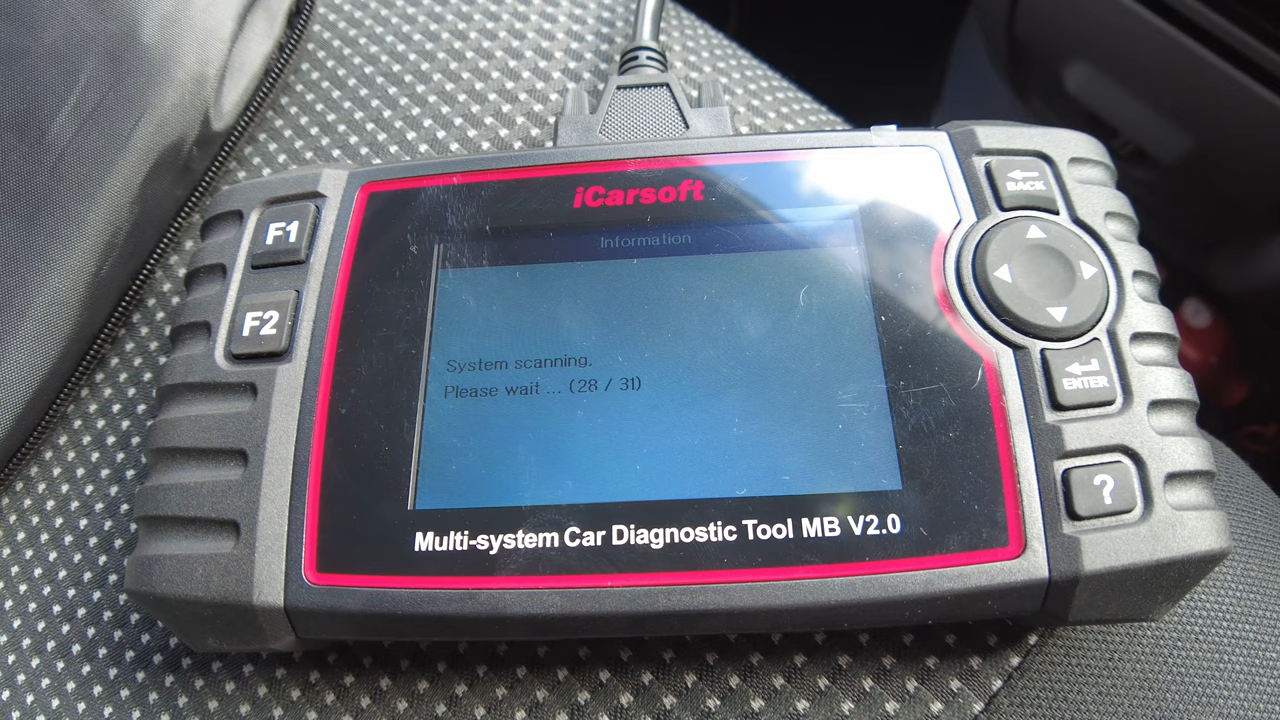 iCarsoft
Information
System scanning.
Please wait ... (28 / 31)
Multi-system Car Diagnostic Tool MB V2.0
F1
F2
BACK
ENTER
?